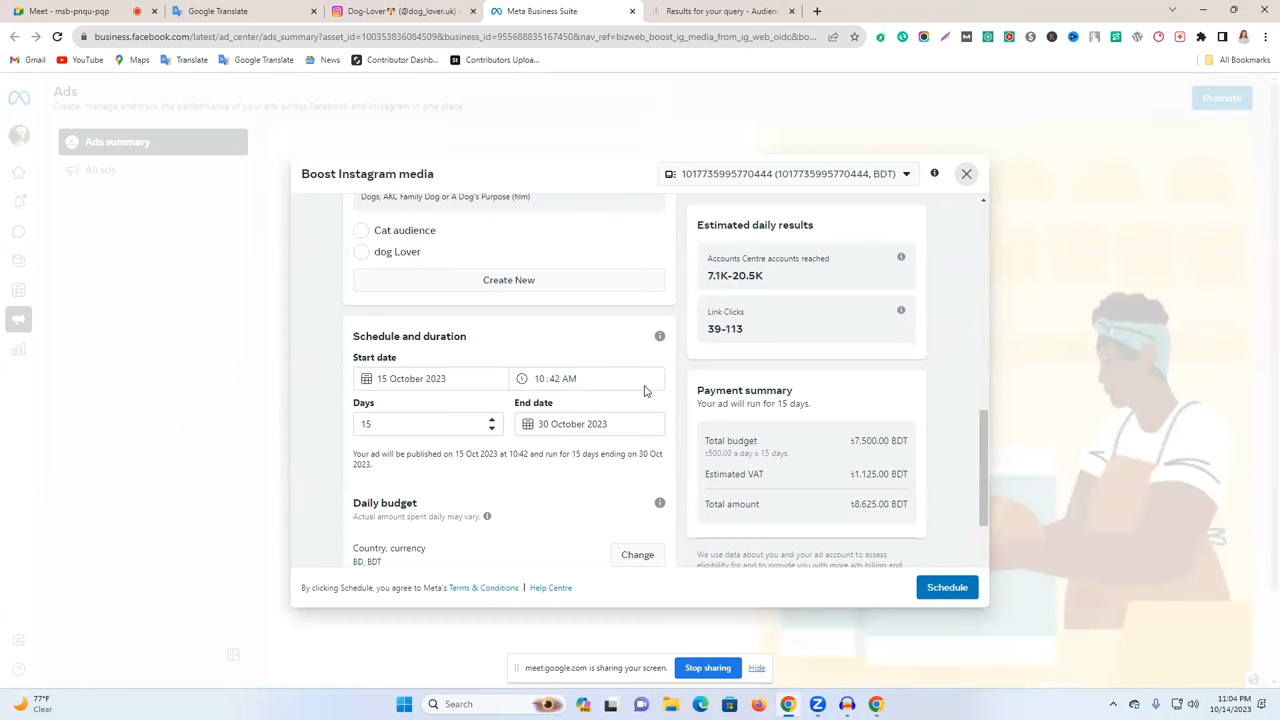 Meet - msb-pnqu-pqp
Google Translate
Dog-Lover🐕 (@dog_lover.uk) •
Meta Business Suite
Results for your query - Audien
business.facebook.com/latest/ad_center/ads_summary?asset_id=100353836084509&business_id=955688835167450&nav_ref=bizweb_boost_ig_media_from_ig_web_oidc&bo...
Gmail
YouTube
Maps
Translate
Google Translate
News
Contributor Dashb...
Contributors Uploa...
All Bookmarks
Ads
Create, manage and track the performance of your ads across Facebook and Instagram in one place.
Promote
Ads summary
All ads
Boost Instagram media
1017735995770444 (1017735995770444, BDT)
Dogs, AKC Family Dog or A Dog's Purpose (film)
Cat audience
dog Lover
Create New
Schedule and duration
Start date
15 October 2023
10:42 AM
Days
End date
15
30 October 2023
Your ad will be published on 15 Oct 2023 at 10:42 and run for 15 days ending on 30 Oct
2023.
Daily budget
Actual amount spent daily may vary.
Country, currency
BD, BDT
Change
Estimated daily results
Accounts Centre accounts reached
7.1K-20.5K
Link Clicks
39-113
Payment summary
Your ad will run for 15 days.
Total budget
৳7,500.00 BDT
৳500.00 a day x 15 days.
Estimated VAT
৳1,125.00 BDT
Total amount
৳8,625.00 BDT
We use data about you and your ad account to assess
eligibility for and to provide you with more ads billing and
By clicking Schedule, you agree to Meta's Terms & Conditions | Help Centre
Schedule
meet.google.com is sharing your screen.
Stop sharing
Hide
77°F
Clear
Search
11:04 PM
10/14/2023